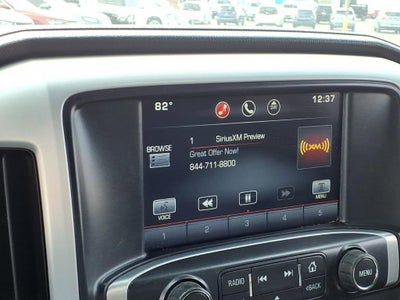 82° 12:37
1 SiriusXM Preview
BROWSE
Great Offer Now!
844-711-8800
((XM))
VOICE
MENU
1 2 3 4 5
RADIO
MENU
<BACK